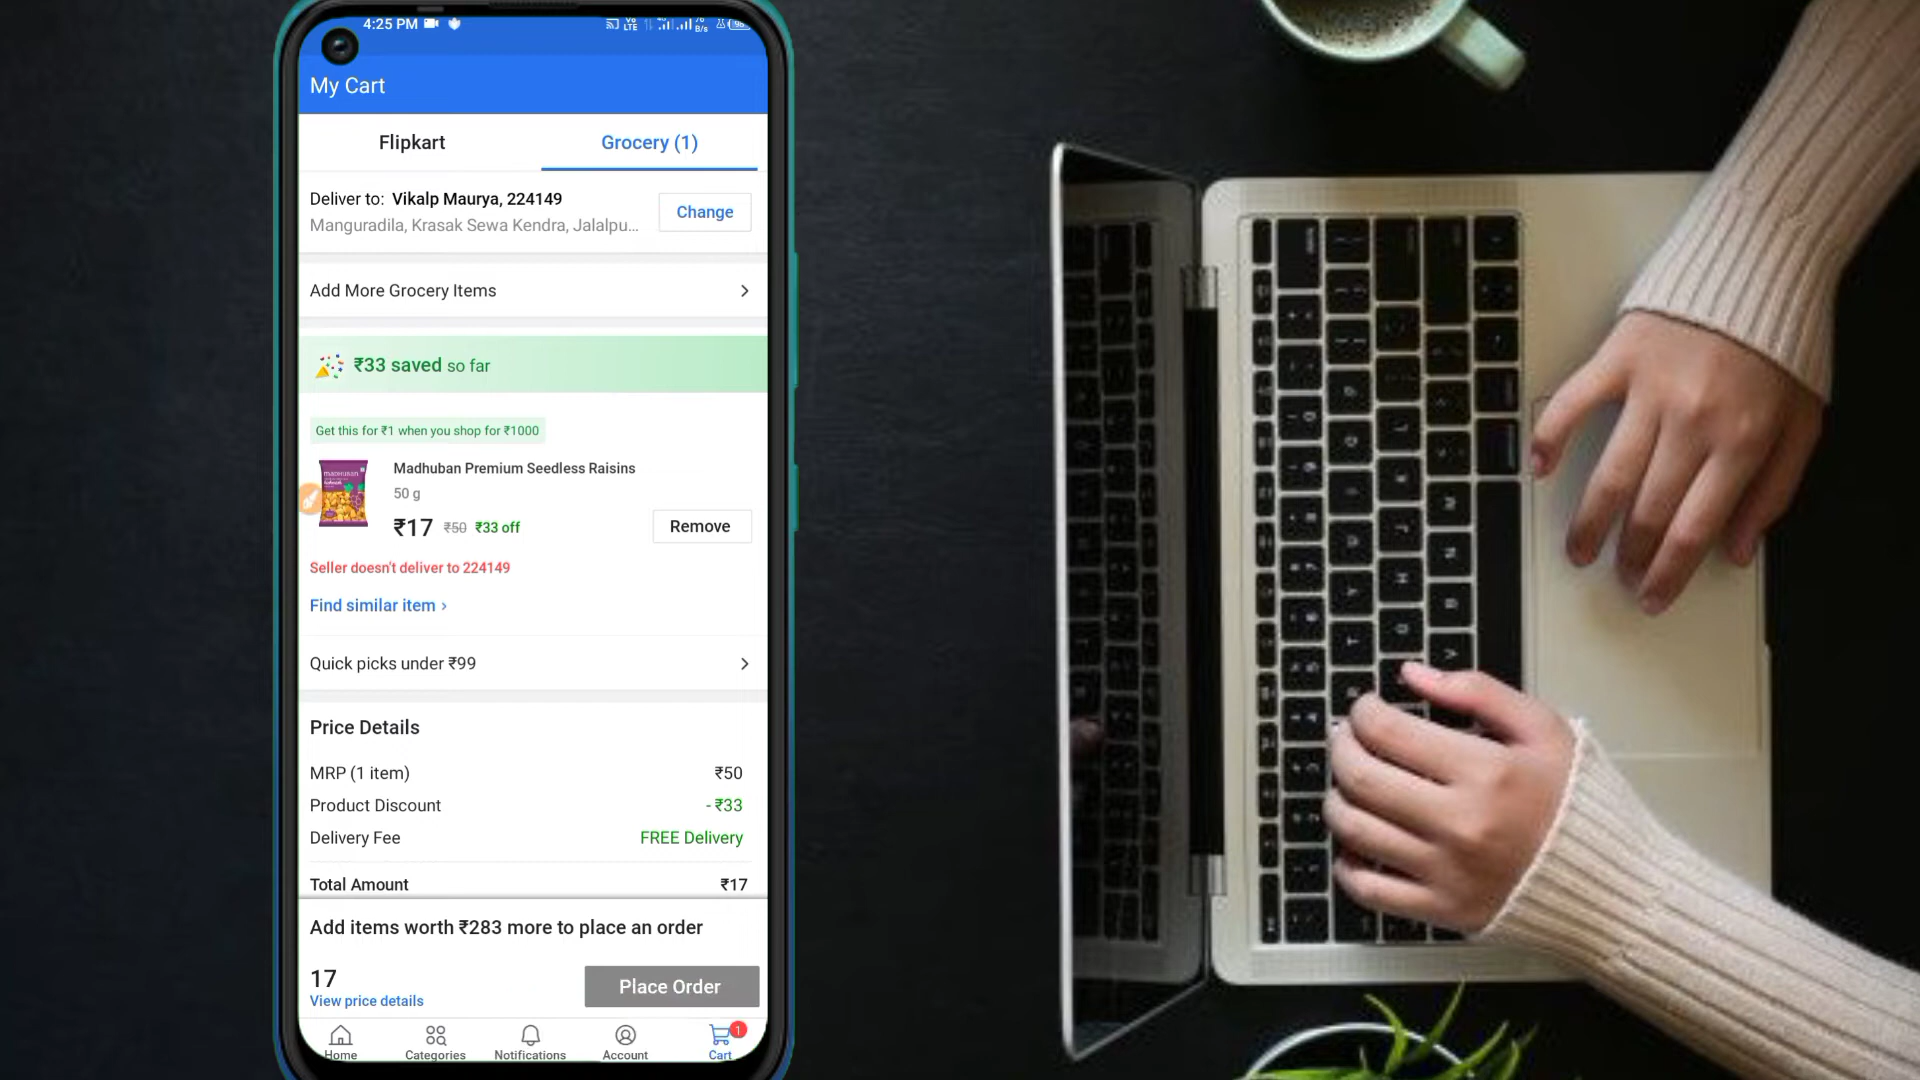 4:25 PM
My Cart
Flipkart
Grocery (1)
Deliver to: Vikalp Maurya, 224149
Manguradila, Krasak Sewa Kendra, Jalalpu...
Change
Add More Grocery Items
₹33 saved so far
Get this for ₹1 when you shop for ₹1000
Madhuban Premium Seedless Raisins
50 g
₹17 ₹50 ₹33 off
Remove
Seller doesn't deliver to 224149
Find similar item ›
Quick picks under ₹99
Price Details
MRP (1 item) ₹50
Product Discount - ₹33
Delivery Fee FREE Delivery
Total Amount ₹17
Add items worth ₹283 more to place an order
17
View price details
Place Order
1
Home Categories Notifications Account Cart